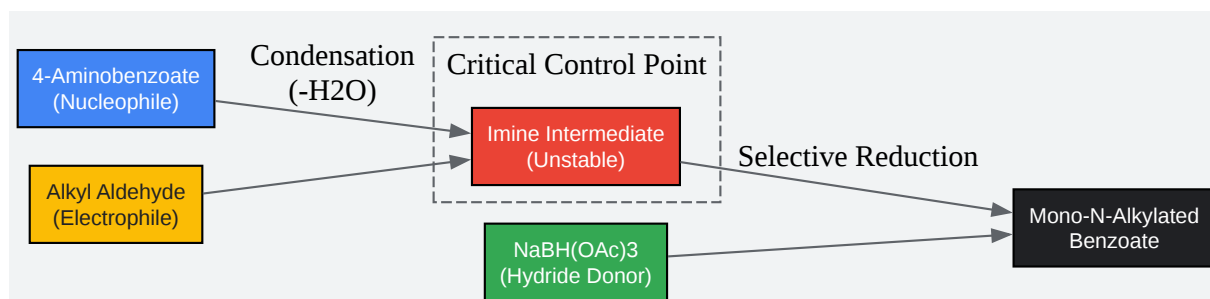 4-Aminobenzoate
(Nucleophile)
Condensation
(-H2O)
Critical Control Point
Imine Intermediate
(Unstable)
Alkyl Aldehyde
(Electrophile)
Selective Reduction
NaBH(OAc)3
(Hydride Donor)
Mono-N-Alkylated
Benzoate